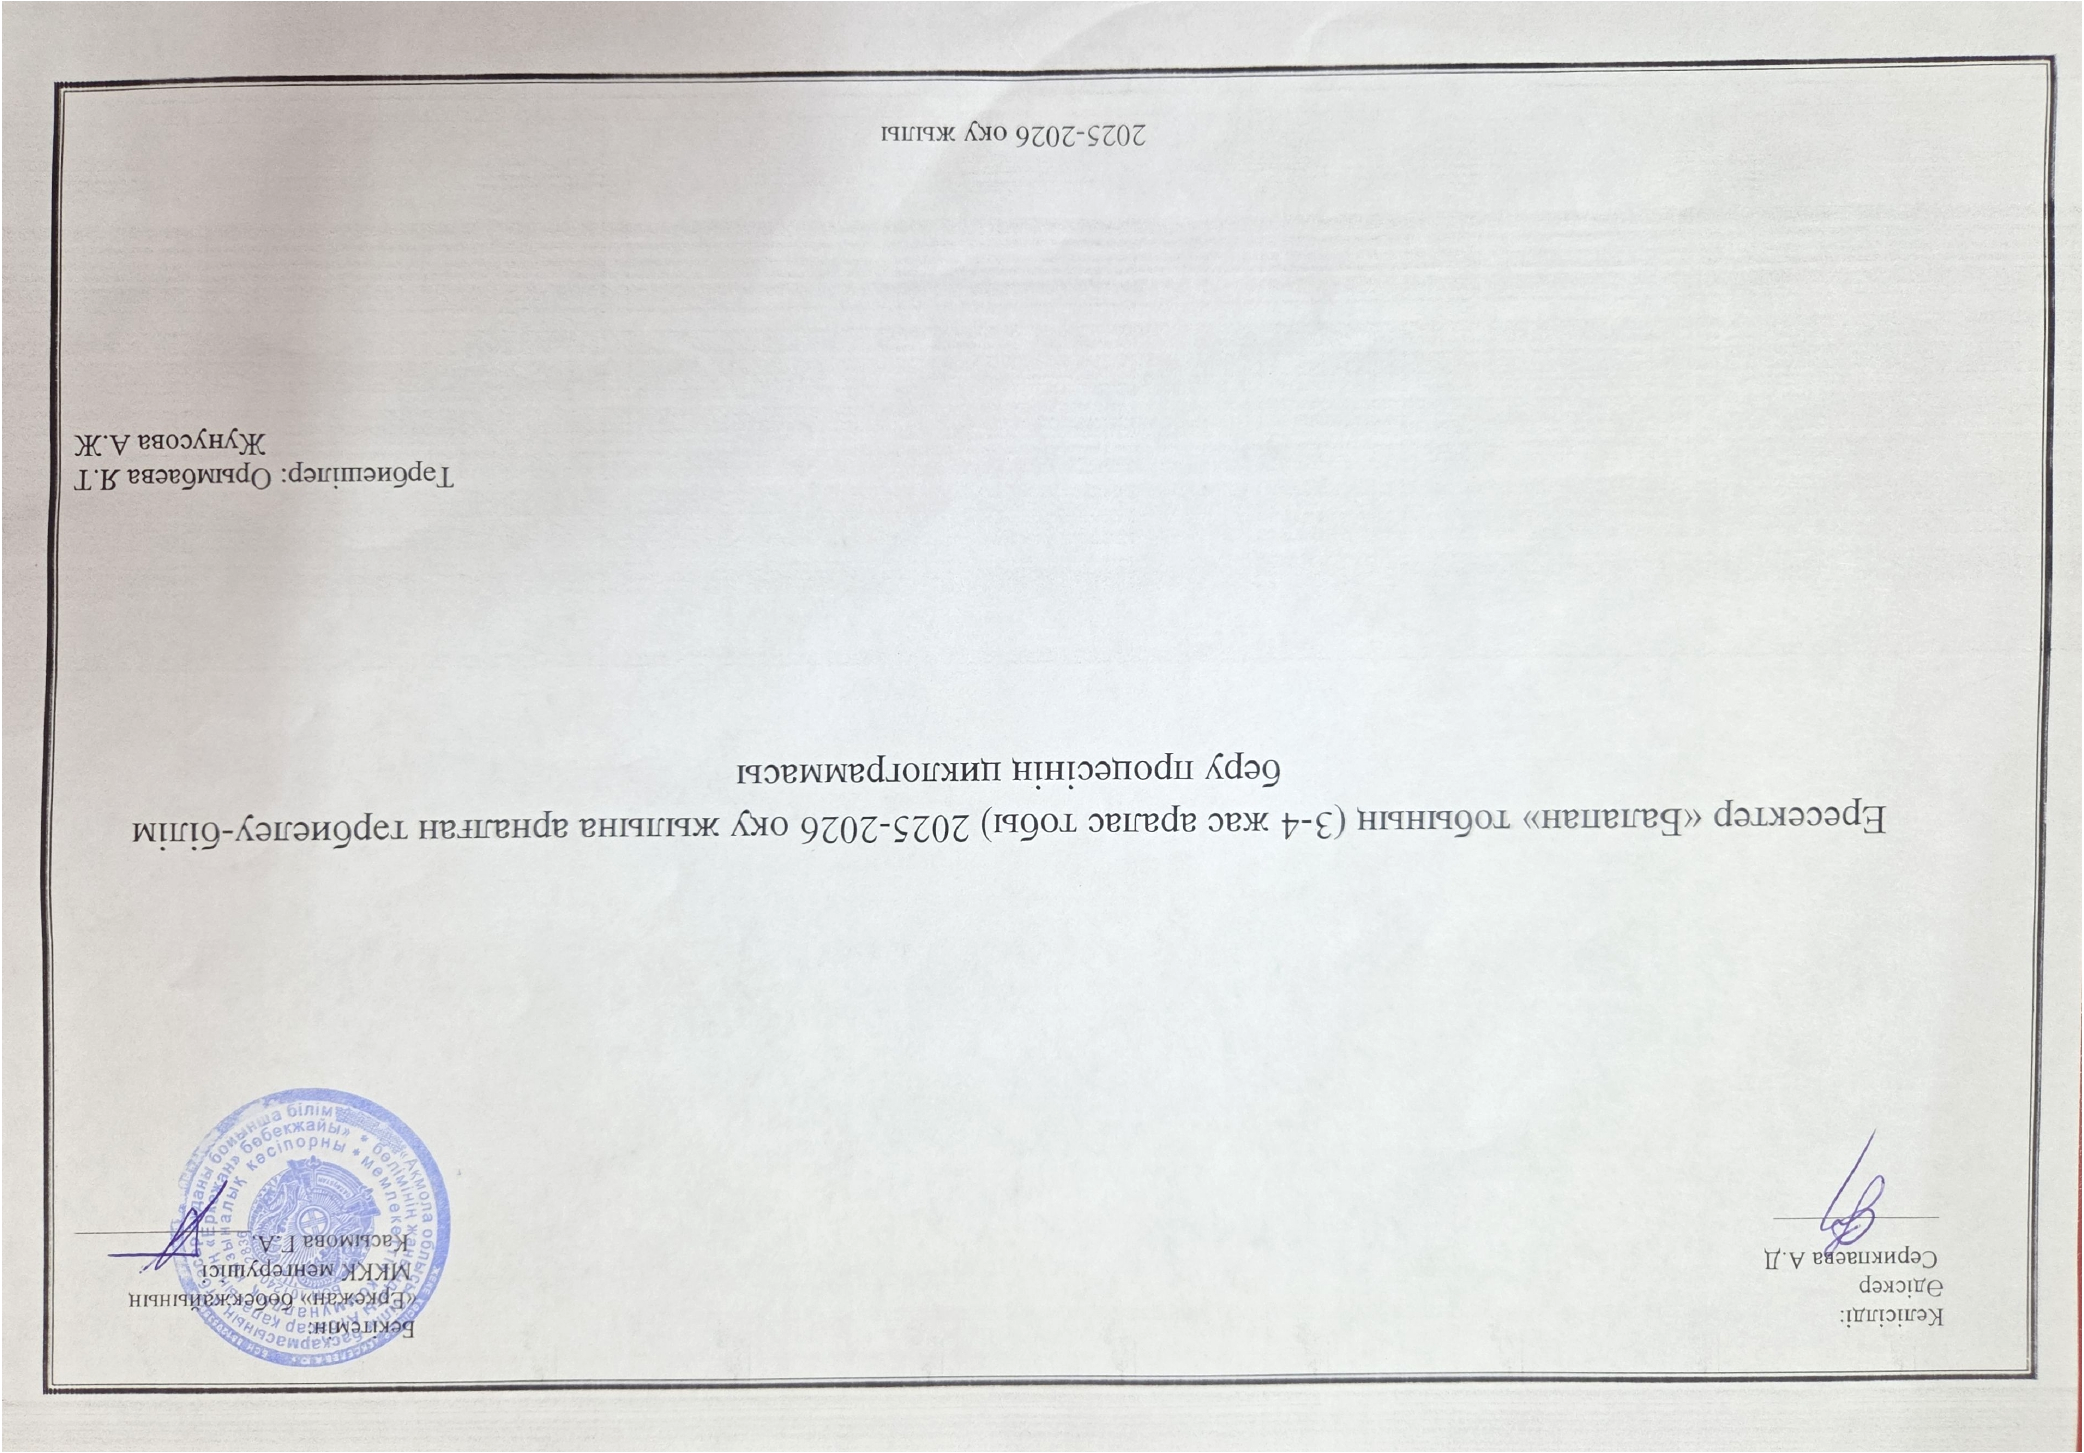 Келісілді:
Әдіскер
Серикпаева А.Д
Бекітемін:
«Еркежан» бөбекжайының
МКҚК меңгерушісі
Касымова Г.А.
Ересектер «Балапан» тобының (3-4 жас аралас тобы) 2025-2026 оқу жылына арналған тәрбиелеу-білім
беру процесінің циклограммасы
Тәрбиешілер: Орымбаева Я.Т
Жунусова А.Ж
2025-2026 оқу жылы